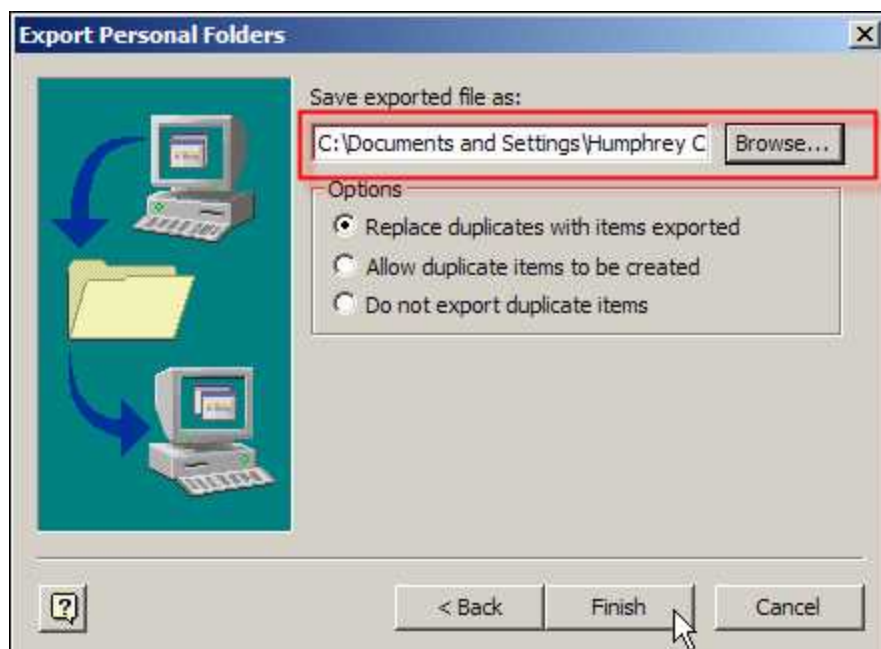 Export Personal Folders
Save exported file as:
C:\Documents and Settings\Humphrey C
Browse...
Options
Replace duplicates with items exported
Allow duplicate items to be created
Do not export duplicate items
?
< Back
Finish
Cancel